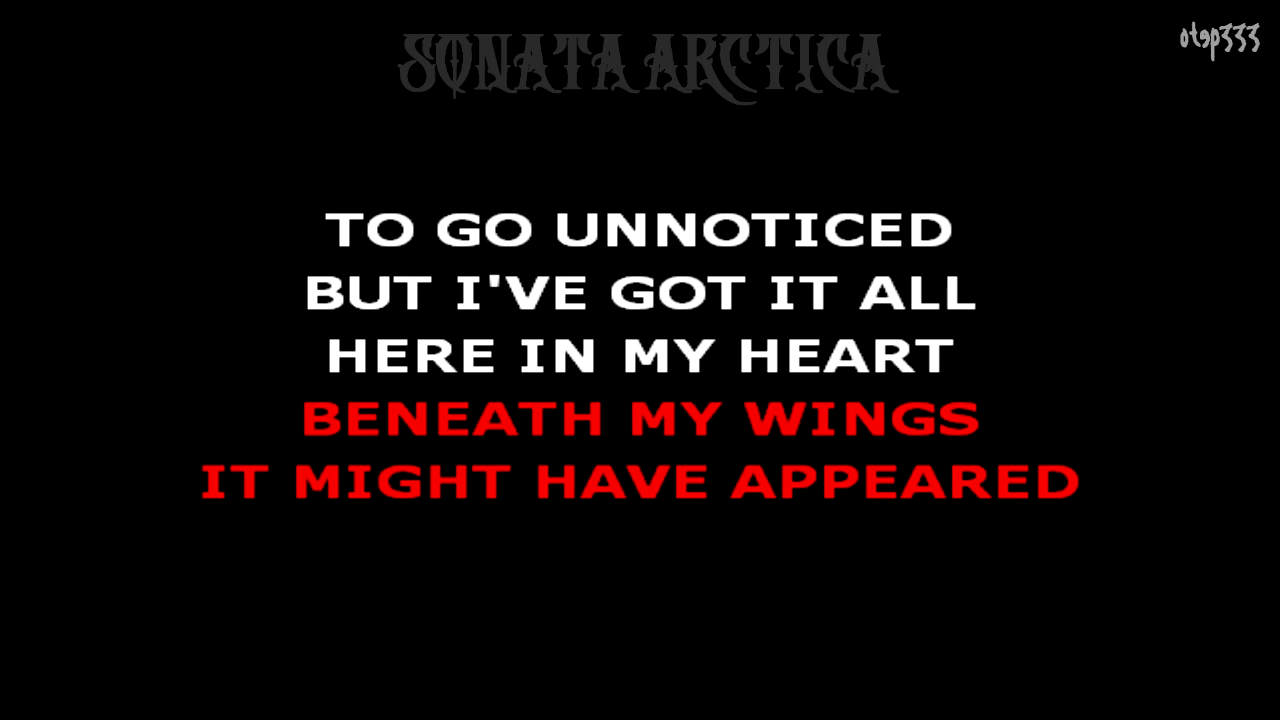 SONATA ARCTICA
otep333
TO GO UNNOTICED
BUT I'VE GOT IT ALL
HERE IN MY HEART
BENEATH MY WINGS
IT MIGHT HAVE APPEARED